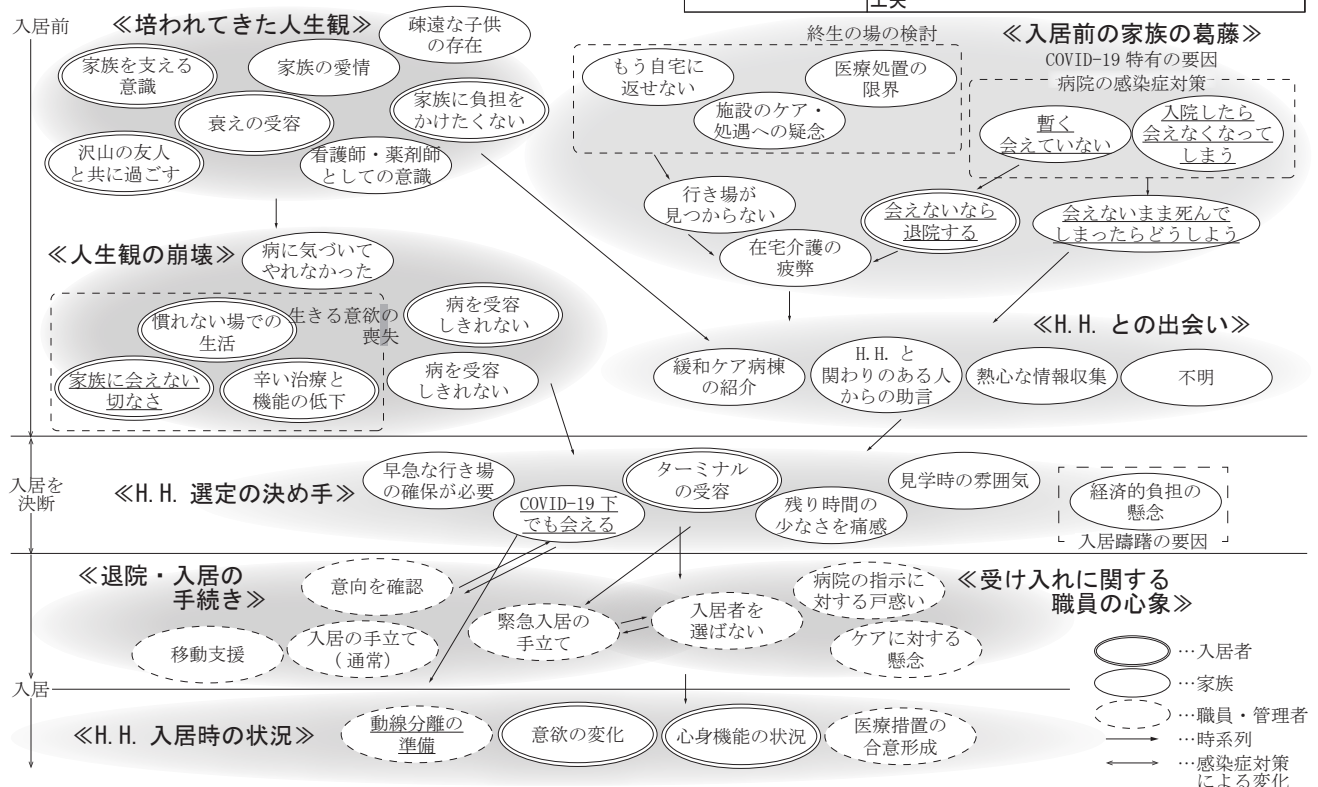 工夫
入居前
≪培われてきた人生観≫
疎遠な子供
の存在
家族を支える
意識
家族の愛情
家族に負担を
かけたくない
衰えの受容
沢山の友人
と共に過ごす
看護師・薬剤師
としての意識
終生の場の検討
もう自宅に
返せない
医療処置の
限界
施設のケア・
処遇への疑念
≪入居前の家族の葛藤≫
COVID-19 特有の要因
病院の感染症対策
暫く
会えていない
入院したら
会えなくなって
しまう
行き場が
見つからない
会えないなら
退院する
会えないまま死んで
しまったらどうしよう
在宅介護の
疲弊
≪人生観の崩壊≫
病に気づいて
やれなかった
慣れない場での
生活
生きる意欲の
喪失
病を受容
しきれない
家族に会えない
切なさ
辛い治療と
機能の低下
病を受容
しきれない
≪H.H. との出会い≫
緩和ケア病棟
の紹介
H.H. と
関わりのある人
からの助言
熱心な情報収集
不明
入居を
決断
≪H.H. 選定の決め手≫
早急な行き場
の確保が必要
COVID-19 下
でも会える
ターミナル
の受容
残り時間の
少なさを痛感
見学時の雰囲気
経済的負担の
懸念
入居躊躇の要因
≪退院・入居の
手続き≫
意向を確認
移動支援
入居の手立て
(通常)
緊急入居の
手立て
入居者を
選ばない
病院の指示に
対する戸惑い
ケアに対する
懸念
≪受け入れに関する
職員の心象≫
入居
≪H.H. 入居時の状況≫
動線分離の
準備
意欲の変化
心身機能の状況
医療措置の
合意形成
…入居者
…家族
…職員・管理者
…時系列
…感染症対策
による変化